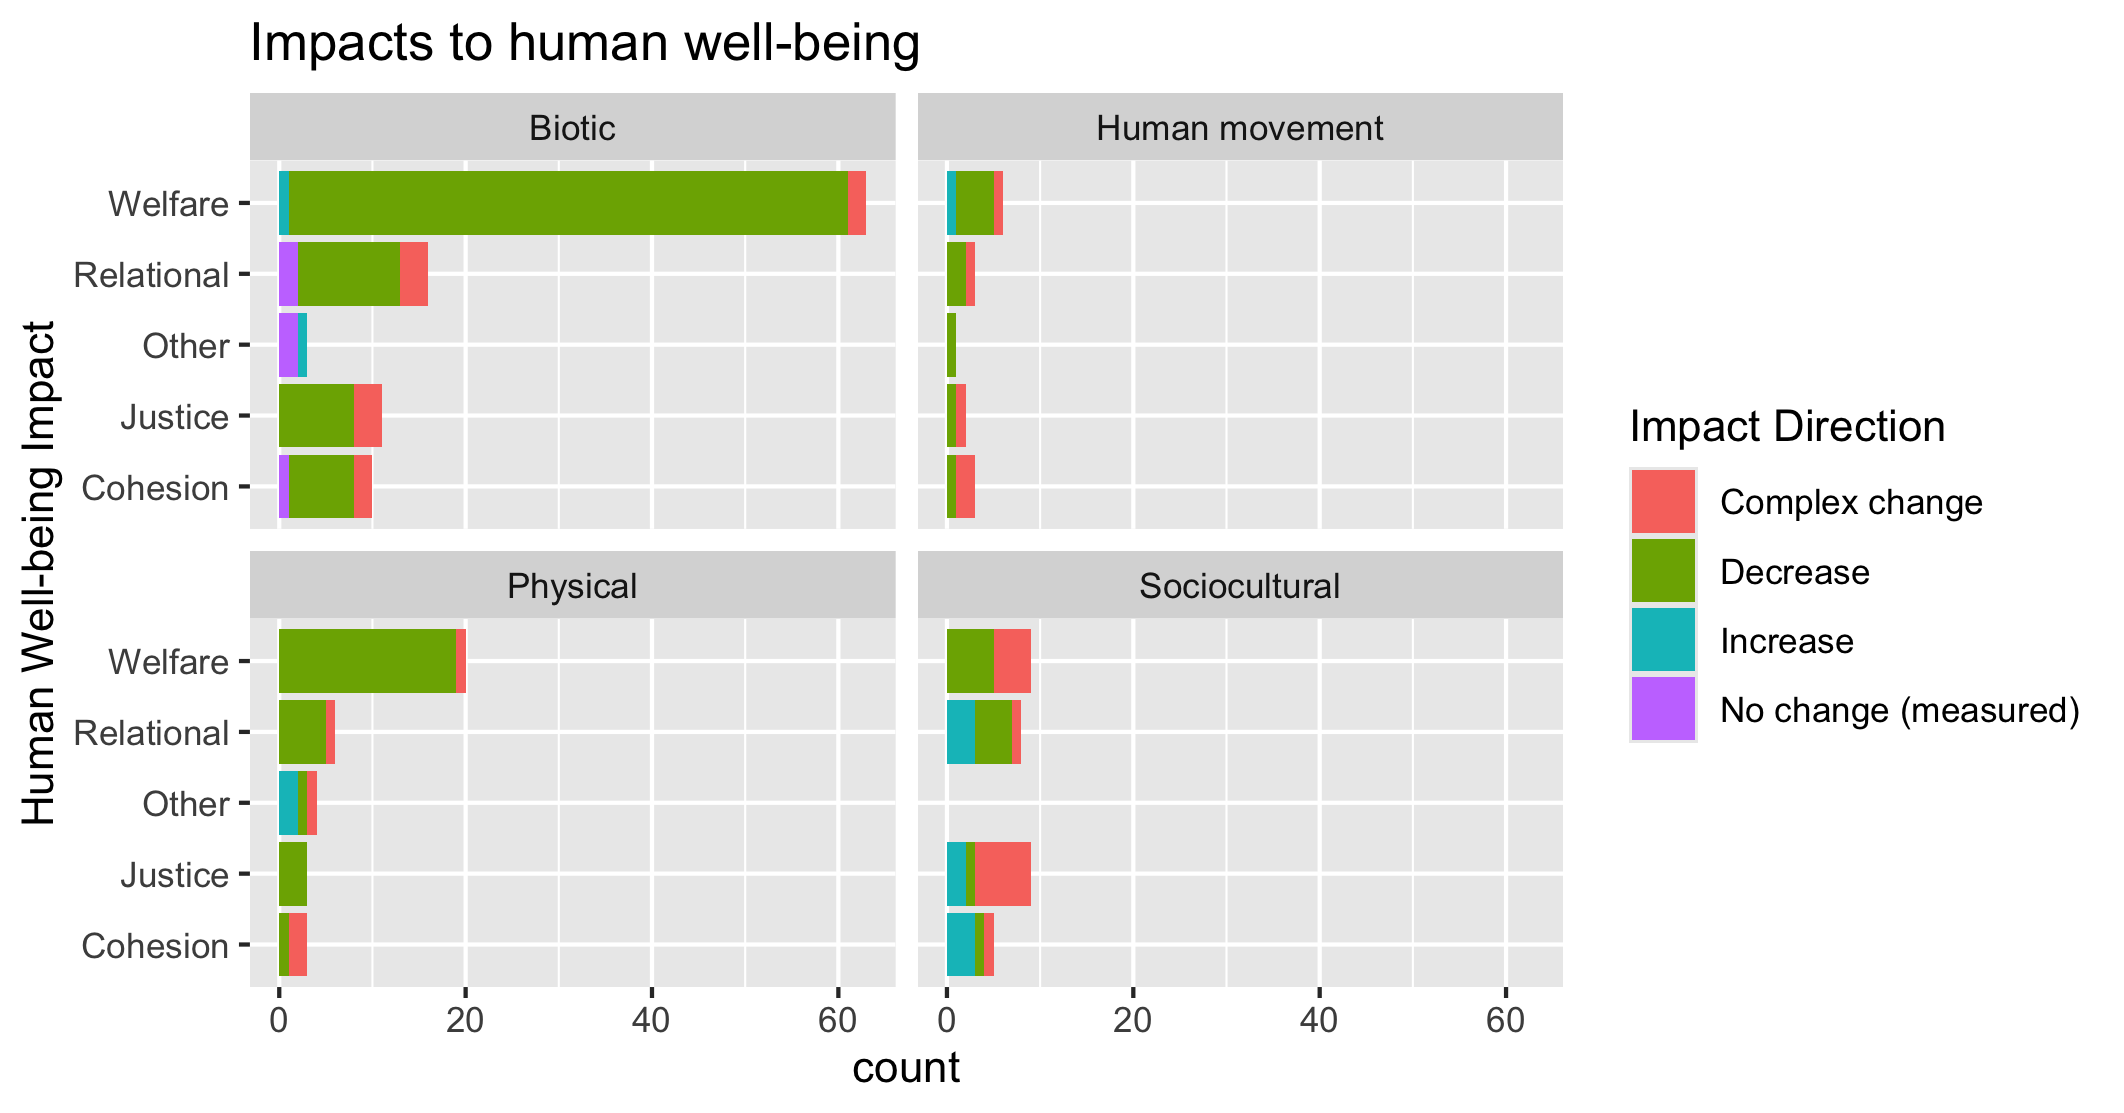 Impacts to human well-being
Biotic
Human movement
Welfare
Relational
Other
Justice
Cohesion
Physical
Sociocultural
Welfare
Relational
Other
Justice
Cohesion
0 20 40 60 0 20 40 60
count
Human Well-being Impact
Impact Direction
Complex change
Decrease
Increase
No change (measured)